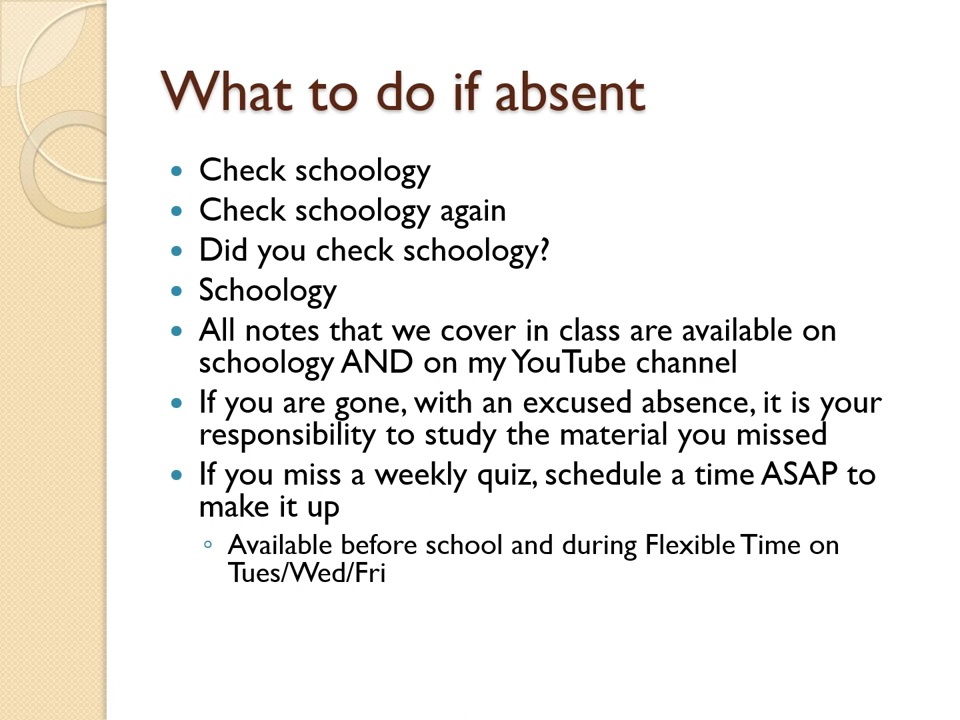 What to do if absent
Check schoology
Check schoology again
Did you check schoology?
Schoology
All notes that we cover in class are available on
schoology AND on my YouTube channel
If you are gone, with an excused absence, it is your
responsibility to study the material you missed
If you miss a weekly quiz, schedule a time ASAP to
make it up
Available before school and during Flexible Time on
Tues/Wed/Fri